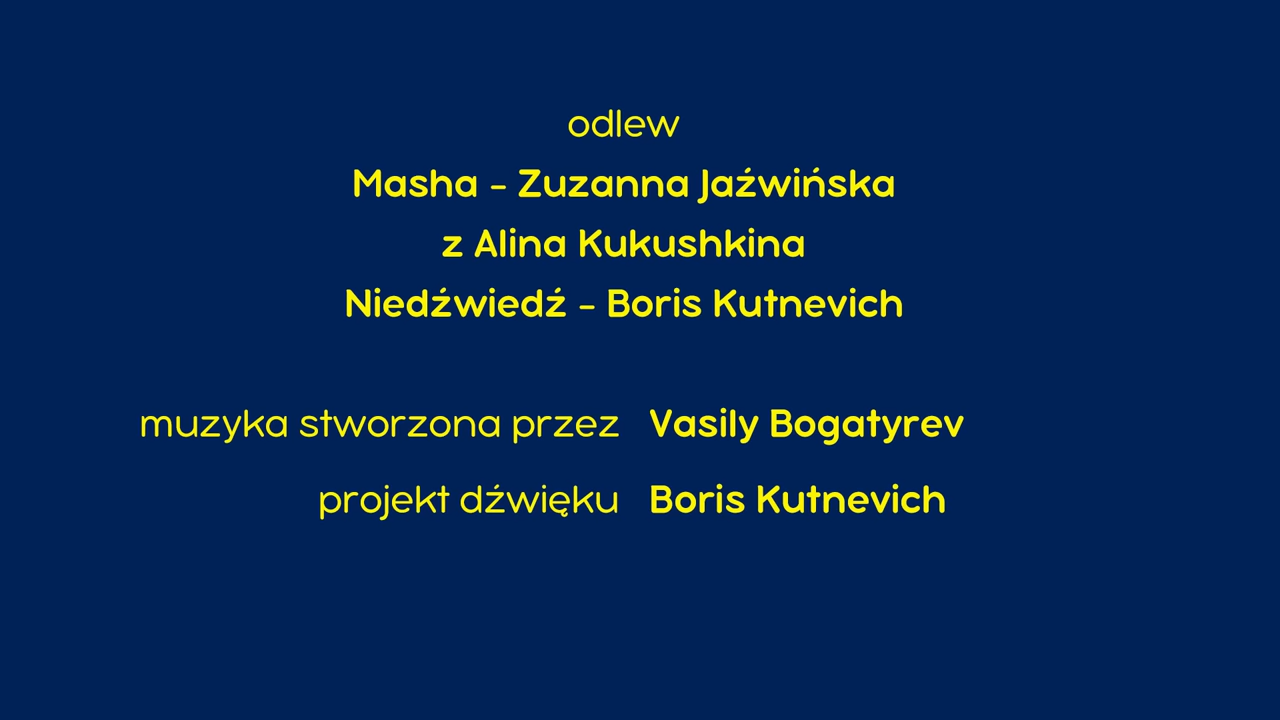 odlew
Masha - Zuzanna Jaźwińska
z Alina Kukushkina
Niedźwiedź - Boris Kutnevich
muzyka stworzona przez Vasily Bogatyrev
projekt dźwięku Boris Kutnevich